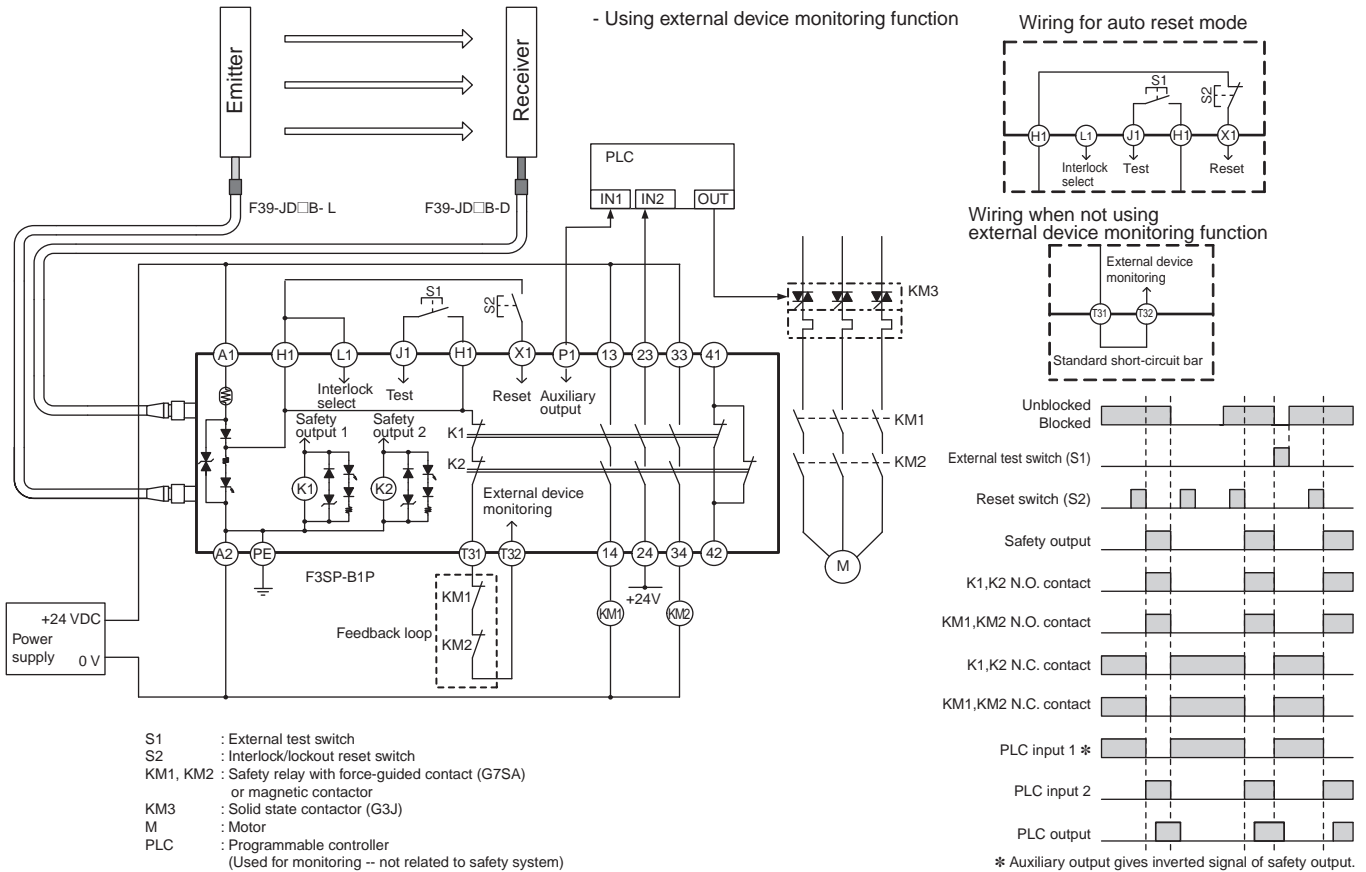 - Using external device monitoring function
Emitter
Receiver
F39-JD□B- L
F39-JD□B-D
PLC
IN1 IN2 OUT
KM3
KM1
KM2
M
S1
S2
A1 H1 L1 J1 H1 X1 P1 13 23 33 41
Interlock select
Test
Reset
Auxiliary output
Safety output 1
Safety output 2
K1
K2
K1
K2
External device monitoring
A2 PE T31 T32 14 24 34 42
F3SP-B1P
+24V
KM1
KM2
Feedback loop
KM1
KM2
+24 VDC
Power supply
0 V
Wiring for auto reset mode
S1
S2
H1 L1 J1 H1 X1
Interlock select
Test
Reset
Wiring when not using
external device monitoring function
External device
monitoring
T31 T32
Standard short-circuit bar
Unblocked
Blocked
External test switch (S1)
Reset switch (S2)
Safety output
K1,K2 N.O. contact
KM1,KM2 N.O. contact
K1,K2 N.C. contact
KM1,KM2 N.C. contact
PLC input 1 ✻
PLC input 2
PLC output
✻ Auxiliary output gives inverted signal of safety output.
S1 : External test switch
S2 : Interlock/lockout reset switch
KM1, KM2 : Safety relay with force-guided contact (G7SA)
or magnetic contactor
KM3 : Solid state contactor (G3J)
M : Motor
PLC : Programmable controller
(Used for monitoring -- not related to safety system)